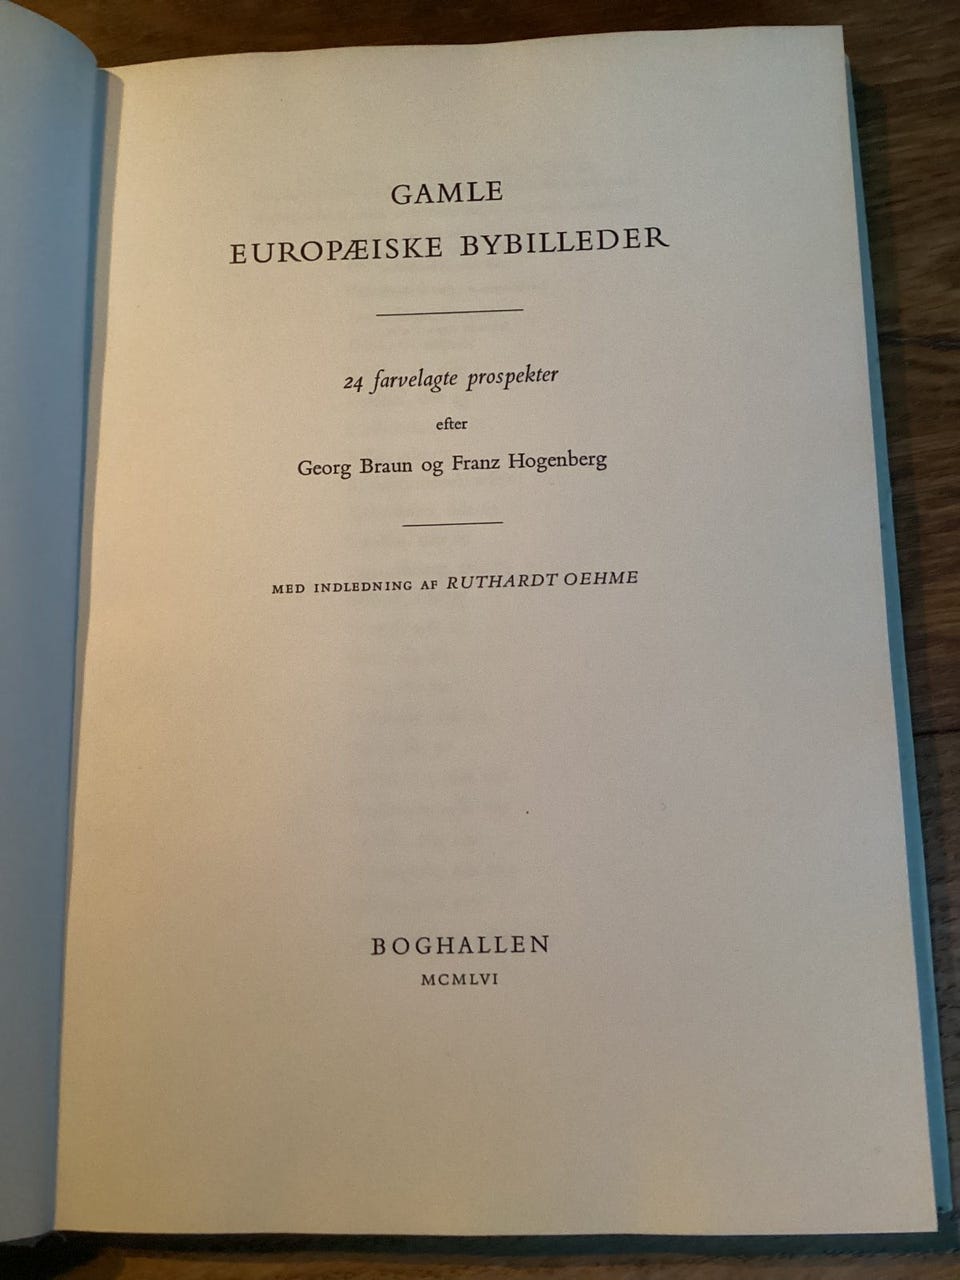 GAMLE
EUROPÆISKE BYBILLEDER
24 farvelagte prospekter
efter
Georg Braun og Franz Hogenberg
MED INDLEDNING AF RUTHARDT OEHME
BOGHALLEN
MCMLVI